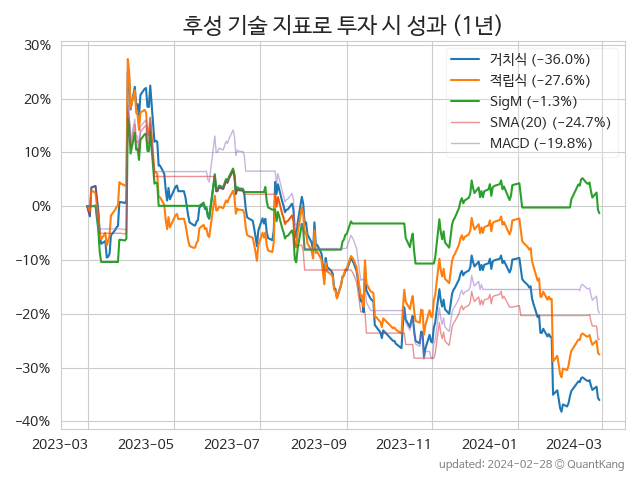 후성 기술 지표로 투자 시 성과 (1년)
거치식 (−36.0%)
적립식 (−27.6%)
SigM (−1.3%)
SMA(20) (−24.7%)
MACD (−19.8%)
30%
20%
10%
0%
−10%
−20%
−30%
−40%
2023-03 2023-05 2023-07 2023-09 2023-11 2024-01 2024-03
updated: 2024-02-28 ⓒ QuantKang